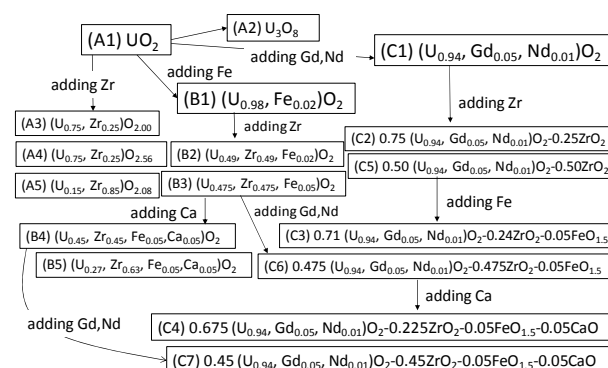 (A1) UO₂
(A2) U₃O₈
adding Gd,Nd
(C1) (U₀.₉₄, Gd₀.₀₅, Nd₀.₀₁)O₂
adding Zr
adding Fe
(B1) (U₀.₉₈, Fe₀.₀₂)O₂
adding Zr
adding Zr
(A3) (U₀.₇₅, Zr₀.₂₅)O₂.₀₀
(A4) (U₀.₇₅, Zr₀.₂₅)O₂.₅₆
(A5) (U₀.₁₅, Zr₀.₈₅)O₂.₀₈
(B2) (U₀.₄₉, Zr₀.₄₉, Fe₀.₀₂)O₂
(B3) (U₀.₄₇₅, Zr₀.₄₇₅, Fe₀.₀₅)O₂
(C2) 0.75 (U₀.₉₄, Gd₀.₀₅, Nd₀.₀₁)O₂-0.25ZrO₂
(C5) 0.50 (U₀.₉₄, Gd₀.₀₅, Nd₀.₀₁)O₂-0.50ZrO₂
adding Ca
adding Gd,Nd
adding Fe
(B4) (U₀.₄₅, Zr₀.₄₅, Fe₀.₀₅,Ca₀.₀₅)O₂
(B5) (U₀.₂₇, Zr₀.₆₃, Fe₀.₀₅,Ca₀.₀₅)O₂
(C3) 0.71 (U₀.₉₄, Gd₀.₀₅, Nd₀.₀₁)O₂-0.24ZrO₂-0.05FeO₁.₅
(C6) 0.475 (U₀.₉₄, Gd₀.₀₅, Nd₀.₀₁)O₂-0.475ZrO₂-0.05FeO₁.₅
adding Ca
adding Gd,Nd
(C4) 0.675 (U₀.₉₄, Gd₀.₀₅, Nd₀.₀₁)O₂-0.225ZrO₂-0.05FeO₁.₅-0.05CaO
(C7) 0.45 (U₀.₉₄, Gd₀.₀₅, Nd₀.₀₁)O₂-0.45ZrO₂-0.05FeO₁.₅-0.05CaO